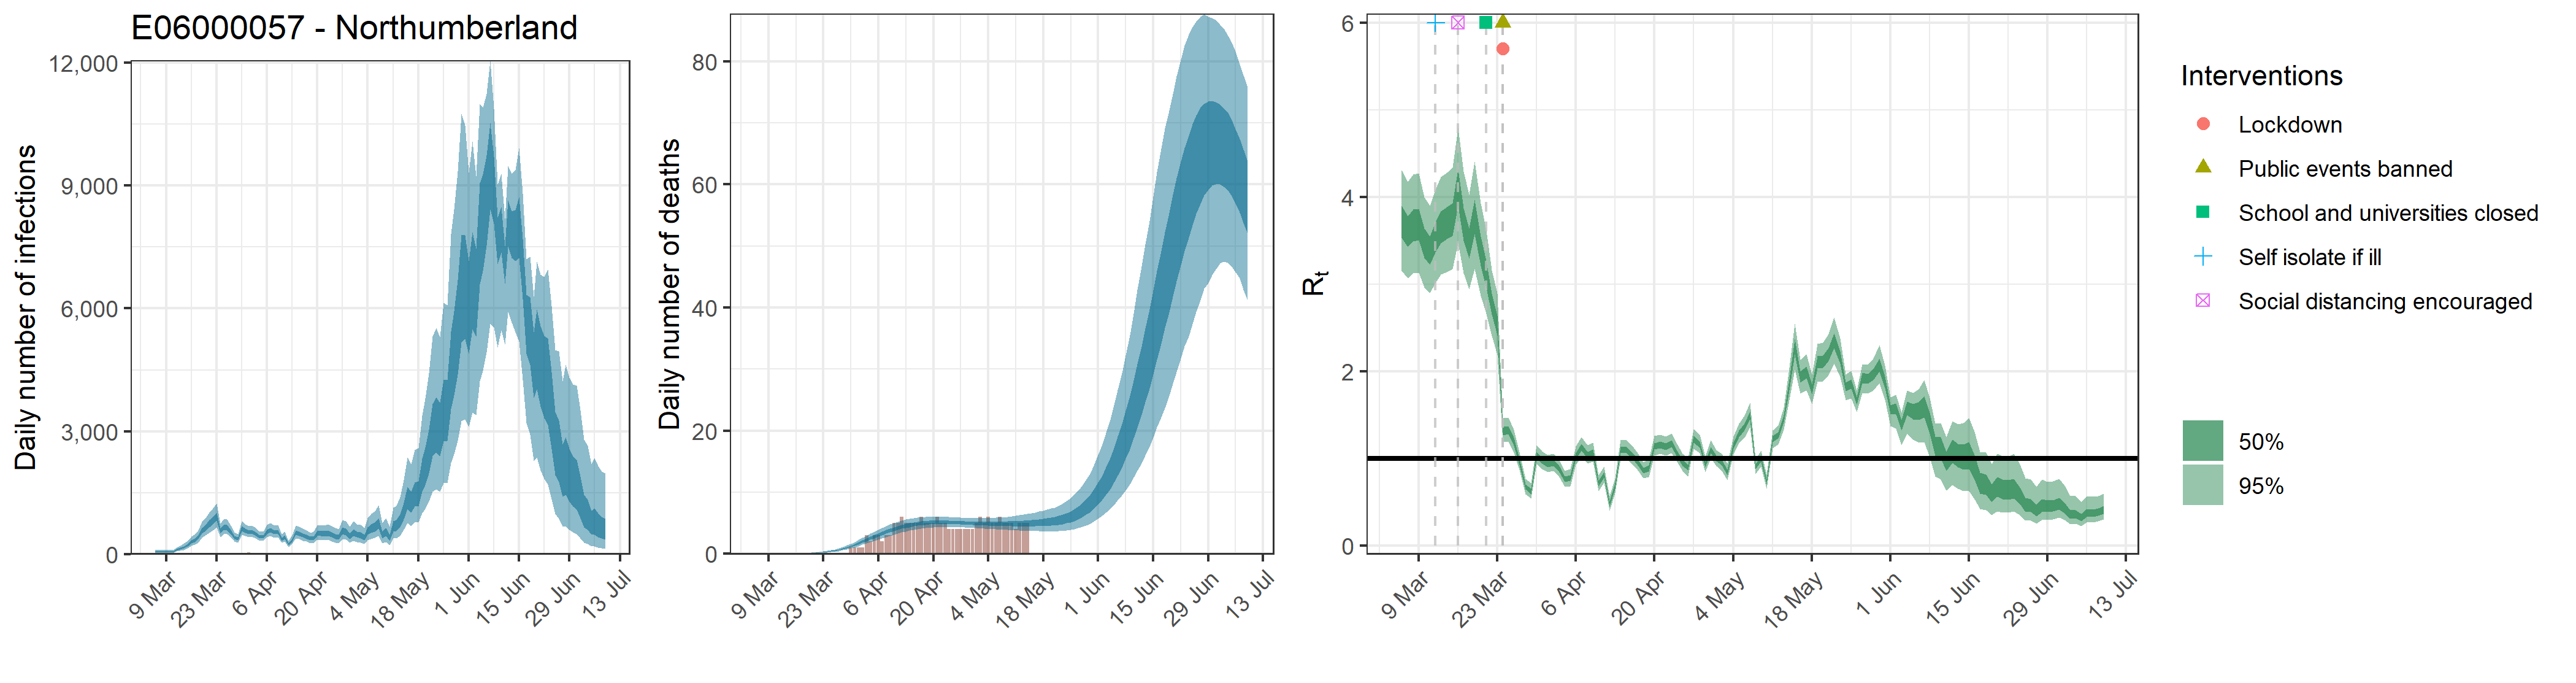 E06000057 - Northumberland
Daily number of infections
12,000
9,000
6,000
3,000
0
9 Mar
23 Mar
6 Apr
20 Apr
4 May
18 May
1 Jun
15 Jun
29 Jun
13 Jul
Daily number of deaths
80
60
40
20
0
9 Mar
23 Mar
6 Apr
20 Apr
4 May
18 May
1 Jun
15 Jun
29 Jun
13 Jul
Rt
6
4
2
0
9 Mar
23 Mar
6 Apr
20 Apr
4 May
18 May
1 Jun
15 Jun
29 Jun
13 Jul
Interventions
Lockdown
Public events banned
School and universities closed
Self isolate if ill
Social distancing encouraged
50%
95%